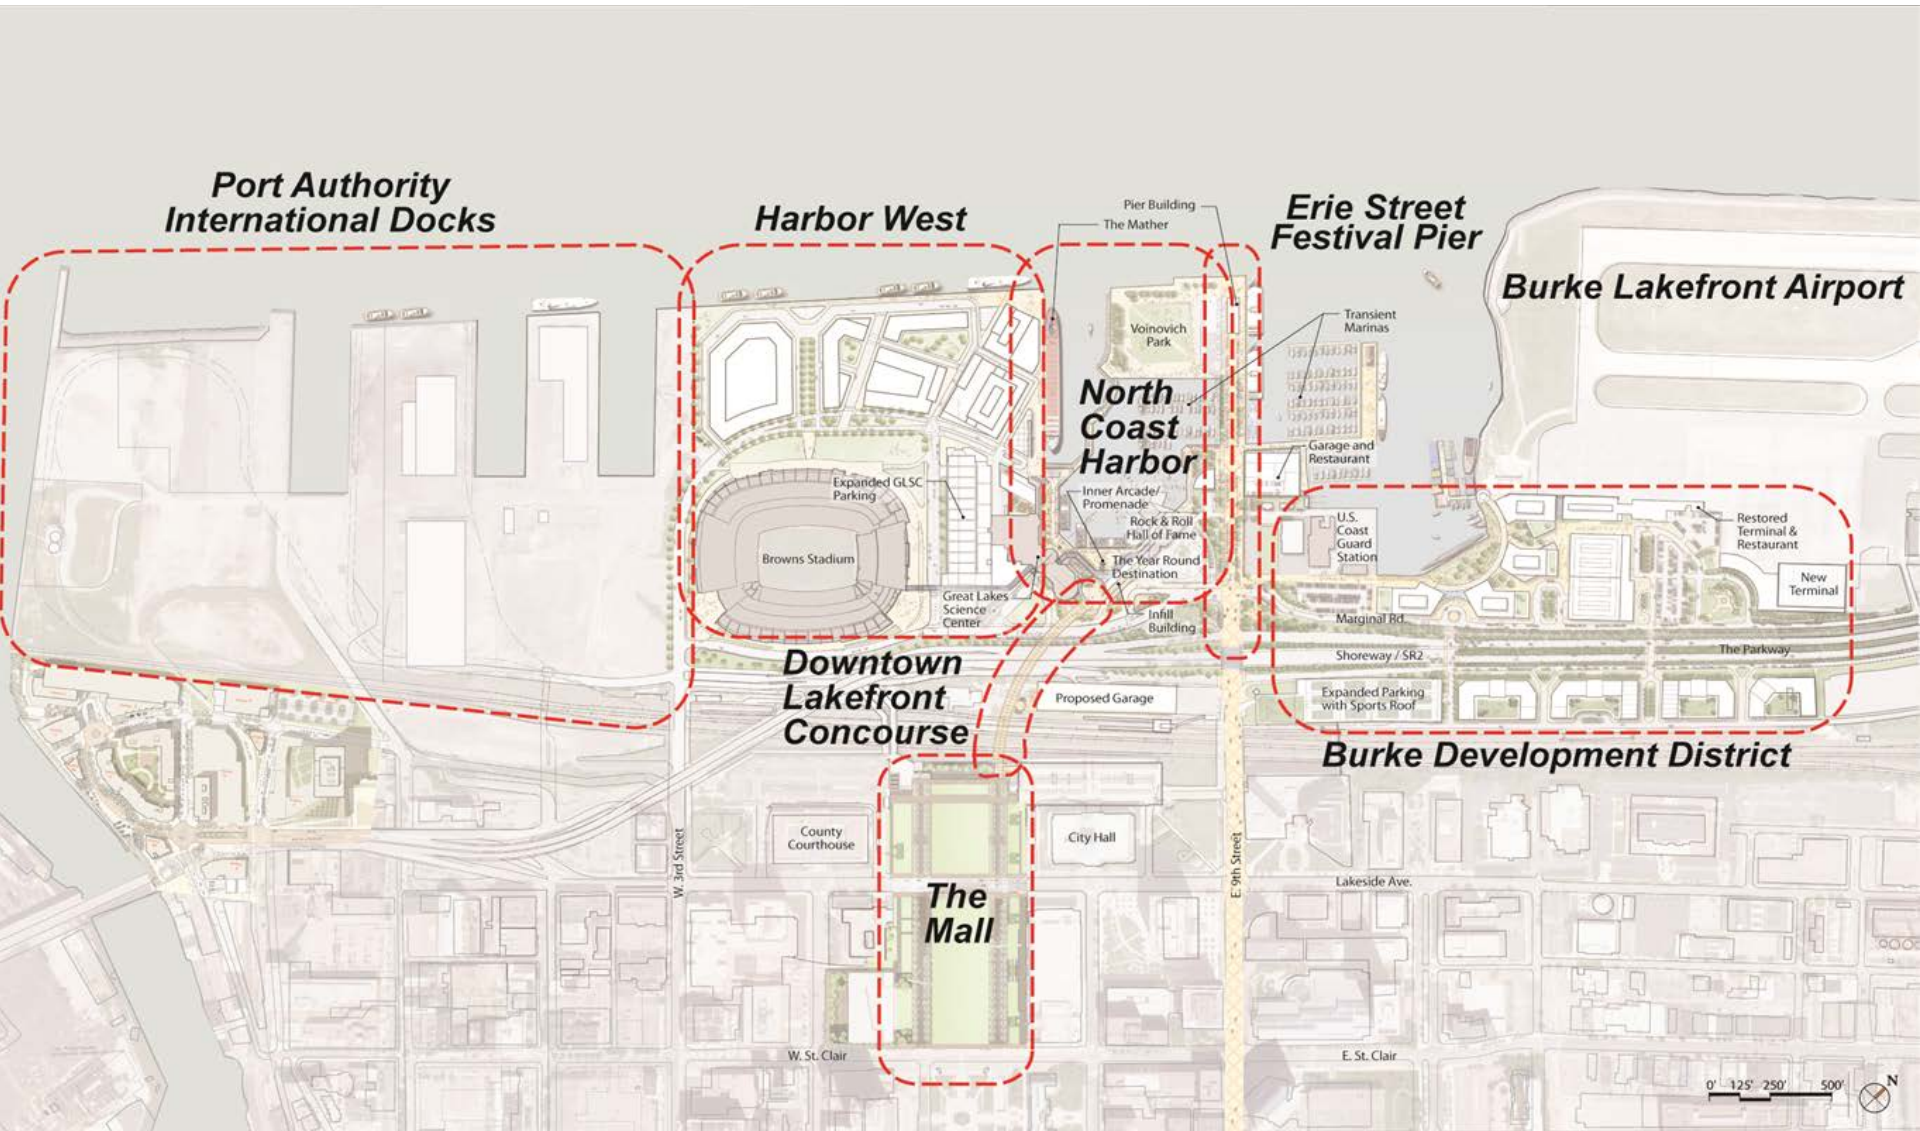 Port Authority
International Docks
Harbor West
Pier Building
The Mather
Erie Street
Festival Pier
Burke Lakefront Airport
Transient
Marinas
Voinovich
Park
North
Coast
Harbor
Garage and
Restaurant
Expanded GLSC
Parking
Inner Arcade/
Promenade
Rock & Roll
Hall of Fame
U.S.
Coast
Guard
Station
Restored
Terminal &
Restaurant
Browns Stadium
The Year Round
Destination
New
Terminal
Great Lakes
Science
Center
Infill
Building
Marginal Rd.
Shoreway / SR2
The Parkway
Downtown
Lakefront
Concourse
Proposed Garage
Expanded Parking
with Sports Roof
Burke Development District
County
Courthouse
City Hall
W. 3rd Street
E. 9th Street
Lakeside Ave.
The
Mall
W. St. Clair
E. St. Clair
0' 125' 250' 500'
N